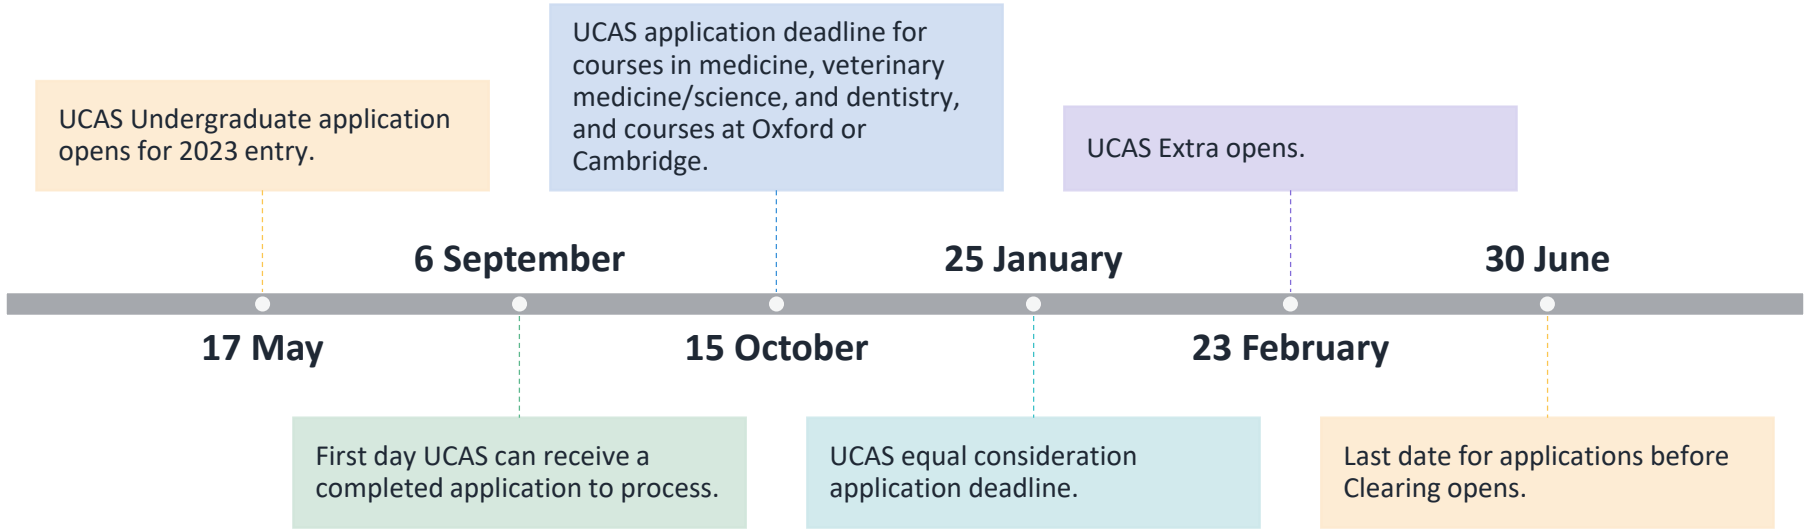 UCAS Undergraduate application
opens for 2023 entry.
UCAS application deadline for
courses in medicine, veterinary
medicine/science, and dentistry,
and courses at Oxford or
Cambridge.
UCAS Extra opens.
6 September
25 January
30 June
17 May
15 October
23 February
First day UCAS can receive a
completed application to process.
UCAS equal consideration
application deadline.
Last date for applications before
Clearing opens.